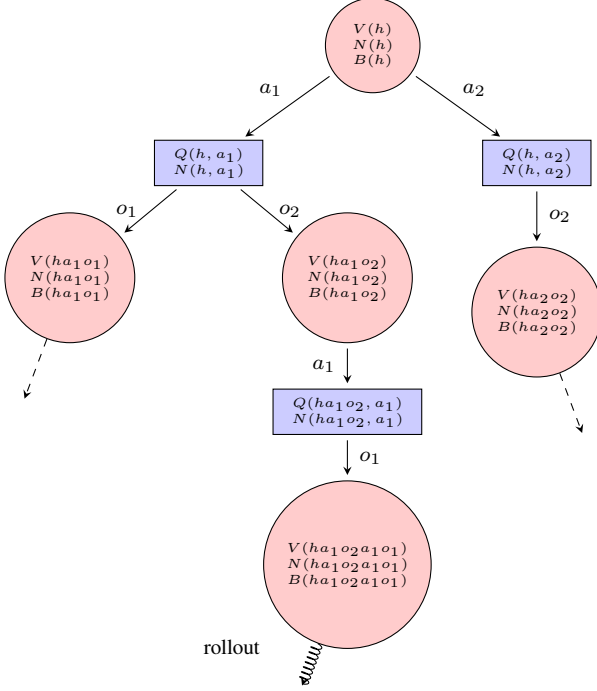 V(h)
N(h)
B(h)
a₁
a₂
Q(h, a₁)
N(h, a₁)
Q(h, a₂)
N(h, a₂)
o₁
o₂
o₂
V(ha₁o₁)
N(ha₁o₁)
B(ha₁o₁)
V(ha₁o₂)
N(ha₁o₂)
B(ha₁o₂)
V(ha₂o₂)
N(ha₂o₂)
B(ha₂o₂)
a₁
Q(ha₁o₂, a₁)
N(ha₁o₂, a₁)
o₁
V(ha₁o₂a₁o₁)
N(ha₁o₂a₁o₁)
B(ha₁o₂a₁o₁)
rollout